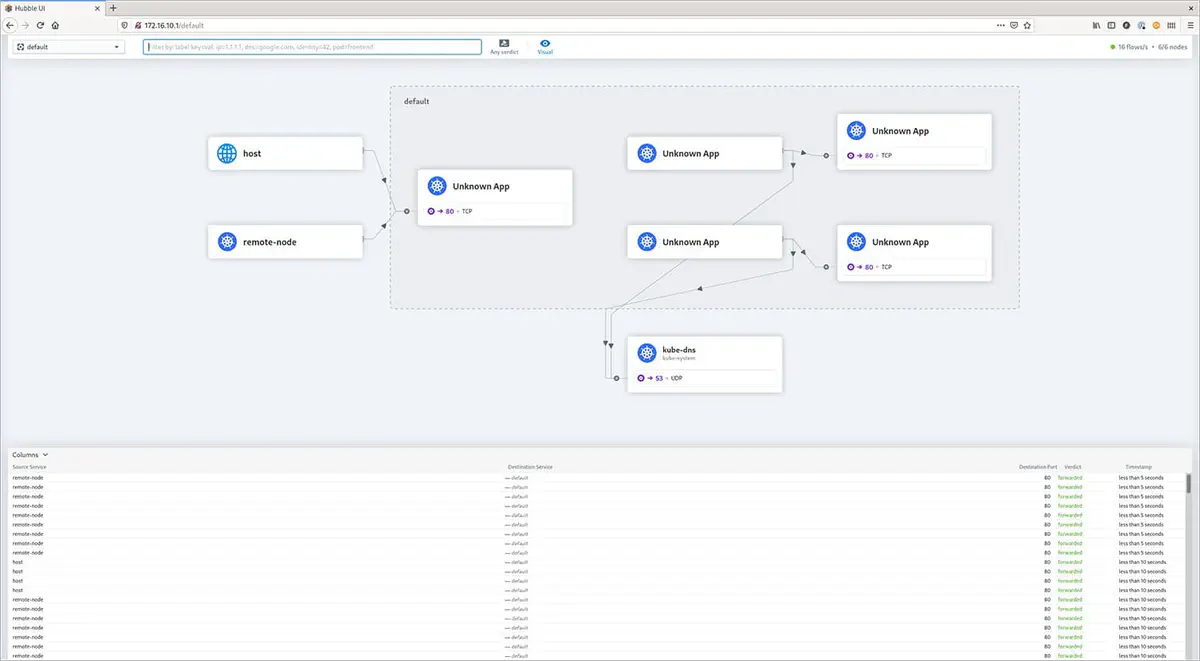 Hubble UI
172.16.10.1/default
default
Filter by: label key=val, ip=1.1.1.1, dns=google.com, identity=42, pod=frontend
Any verdict
Visual
16 flows/s • 6/6 nodes
default
host
remote-node
Unknown App
80 • TCP
Unknown App
Unknown App
80 • TCP
Unknown App
Unknown App
80 • TCP
kube-dns
kube-system
53 • UDP
Columns
Source Service Destination Service Destination Port Verdict Timestamp
remote-node — default 80 forwarded less than 5 seconds
remote-node — default 80 forwarded less than 5 seconds
remote-node — default 80 forwarded less than 5 seconds
remote-node — default 80 forwarded less than 5 seconds
remote-node — default 80 forwarded less than 5 seconds
remote-node — default 80 forwarded less than 5 seconds
remote-node — default 80 forwarded less than 5 seconds
remote-node — default 80 forwarded less than 5 seconds
remote-node — default 80 forwarded less than 5 seconds
host — default 80 forwarded less than 10 seconds
host — default 80 forwarded less than 10 seconds
host — default 80 forwarded less than 10 seconds
host — default 80 forwarded less than 10 seconds
remote-node — default 80 forwarded less than 10 seconds
remote-node — default 80 forwarded less than 10 seconds
remote-node — default 80 forwarded less than 10 seconds
remote-node — default 80 forwarded less than 10 seconds
remote-node — default 80 forwarded less than 10 seconds
remote-node — default 80 forwarded less than 10 seconds
remote-node — default 80 forwarded less than 10 seconds